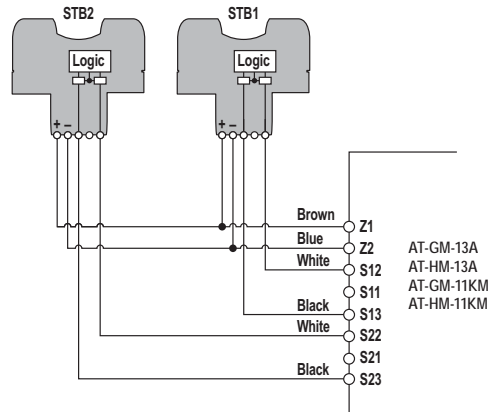 STB2
STB1
Logic
Logic
+ –
+ –
Brown
Z1
Blue
Z2
AT-GM-13A
White
S12
AT-HM-13A
S11
AT-GM-11KM
AT-HM-11KM
Black
S13
White
S22
S21
Black
S23